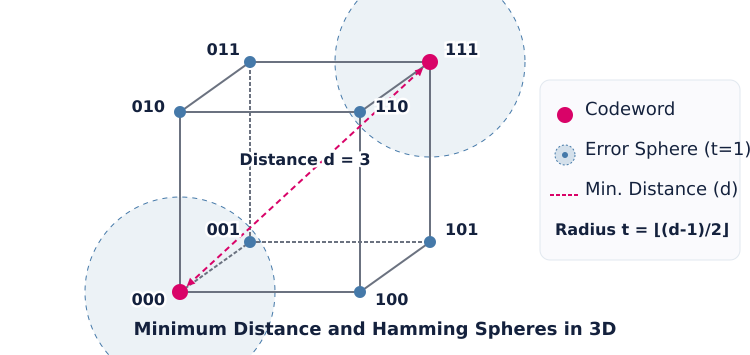 011
111
010
110
Distance d = 3
001
101
000
100
Codeword
Error Sphere (t=1)
Min. Distance (d)
Radius t = ⌊(d-1)/2⌋
Minimum Distance and Hamming Spheres in 3D